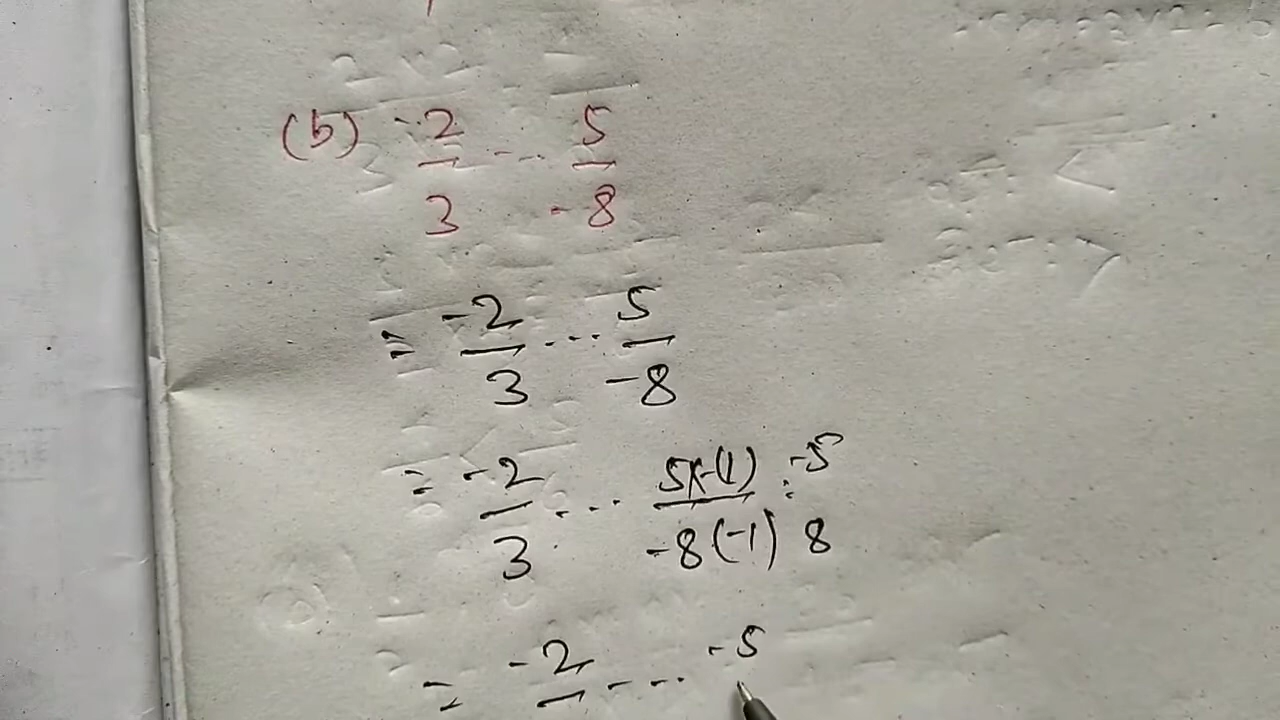 (b) -2/3 ... 5/-8
= -2/3 ... 5/-8
= -2/3 ... 5×(-1)/-8(-1) = -5/8
= -2/ ... -5